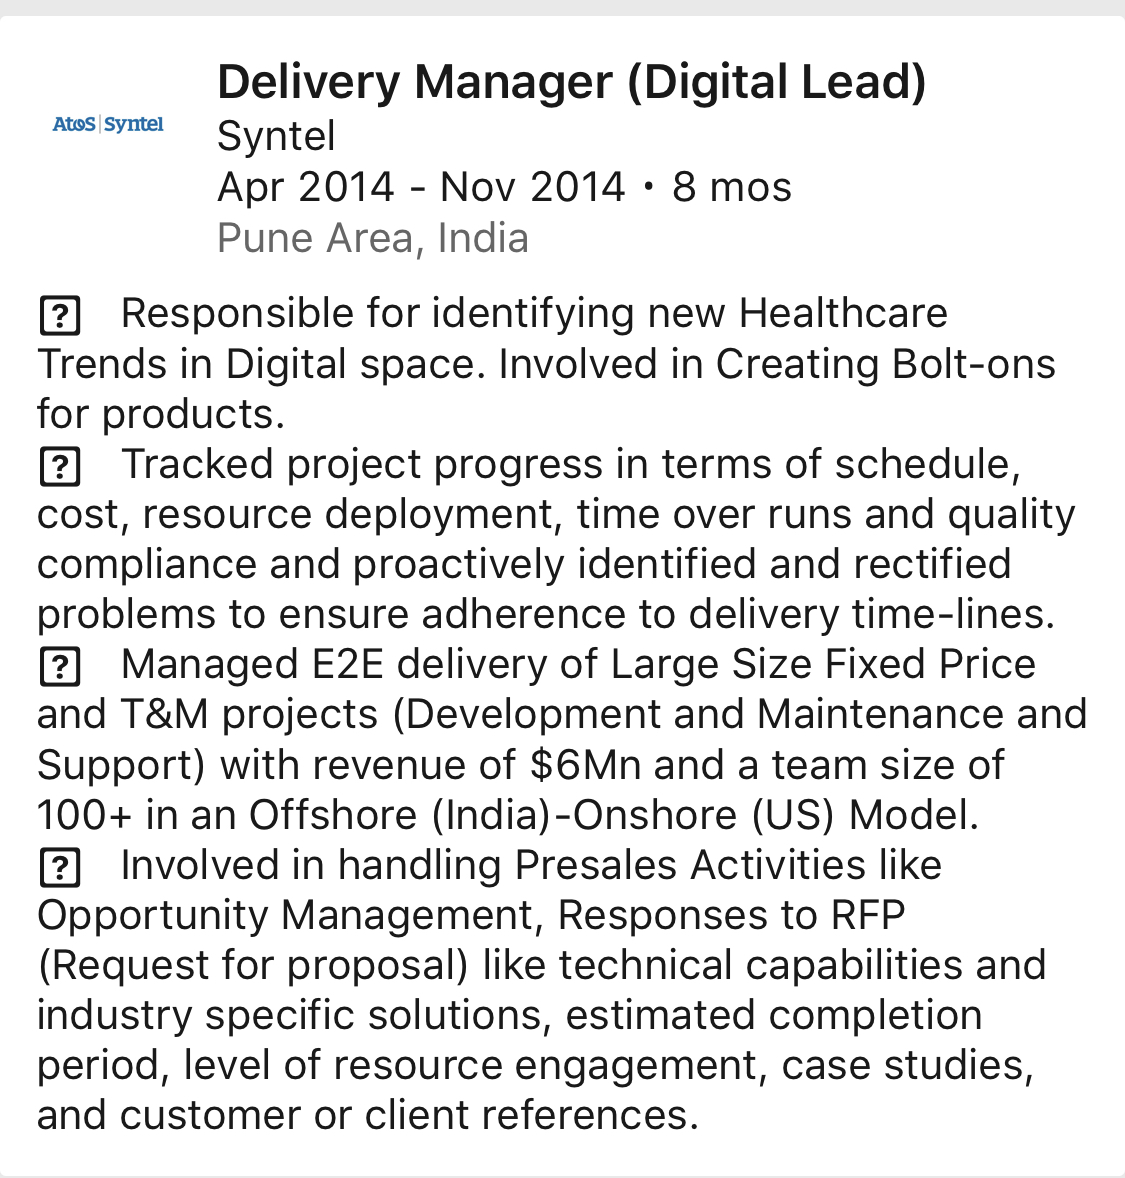 Delivery Manager (Digital Lead)
Atos|Syntel
Syntel
Apr 2014 - Nov 2014 • 8 mos
Pune Area, India
⍰ Responsible for identifying new Healthcare
Trends in Digital space. Involved in Creating Bolt-ons
for products.
⍰ Tracked project progress in terms of schedule,
cost, resource deployment, time over runs and quality
compliance and proactively identified and rectified
problems to ensure adherence to delivery time-lines.
⍰ Managed E2E delivery of Large Size Fixed Price
and T&M projects (Development and Maintenance and
Support) with revenue of $6Mn and a team size of
100+ in an Offshore (India)-Onshore (US) Model.
⍰ Involved in handling Presales Activities like
Opportunity Management, Responses to RFP
(Request for proposal) like technical capabilities and
industry specific solutions, estimated completion
period, level of resource engagement, case studies,
and customer or client references.